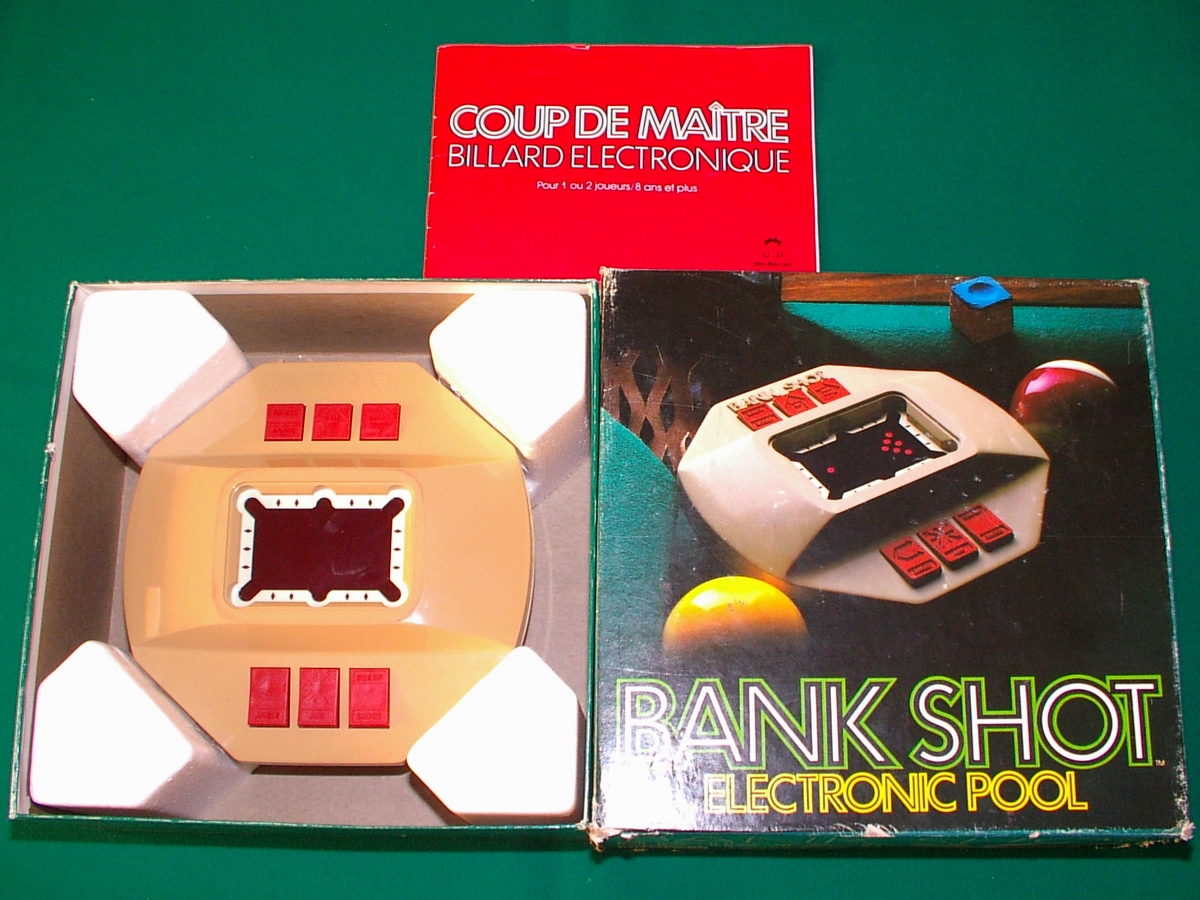 COUP DE MAÎTRE
BILLARD ELECTRONIQUE
Pour 1 ou 2 joueurs/8 ans et plus
BANK SHOT
BANK SHOT
TM
ELECTRONIC POOL